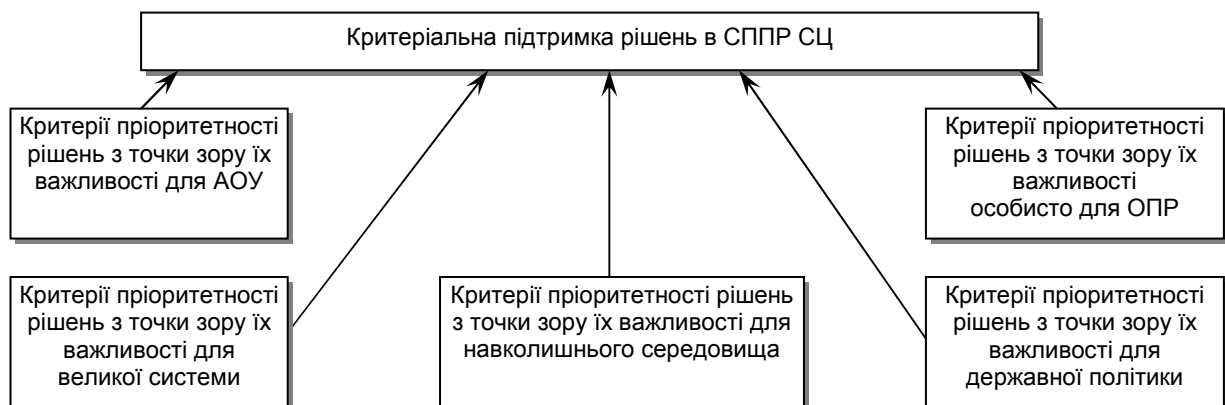 Критеріальна підтримка рішень в СППР СЦ
Критерії пріоритетності
рішень з точки зору їх
важливості для АОУ
Критерії пріоритетності
рішень з точки зору їх
важливості
особисто для ОПР
Критерії пріоритетності
рішень з точки зору їх
важливості для
великої системи
Критерії пріоритетності рішень
з точки зору їх важливості для
навколишнього середовища
Критерії пріоритетності
рішень з точки зору їх
важливості для
державної політики